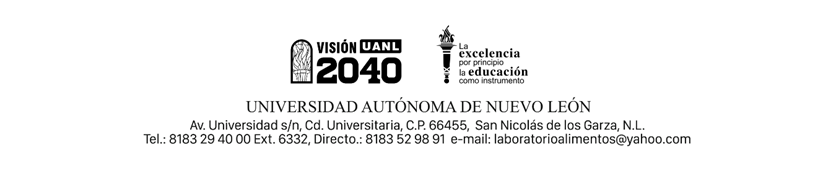 VISIÓN UANL
2040
La
excelencia
por principio
la educación
como instrumento
UNIVERSIDAD AUTÓNOMA DE NUEVO LEÓN
Av. Universidad s/n, Cd. Universitaria, C.P. 66455, San Nicolás de los Garza, N.L.
Tel.: 8183 29 40 00 Ext. 6332, Directo.: 8183 52 98 91 e-mail: laboratorioalimentos@yahoo.com